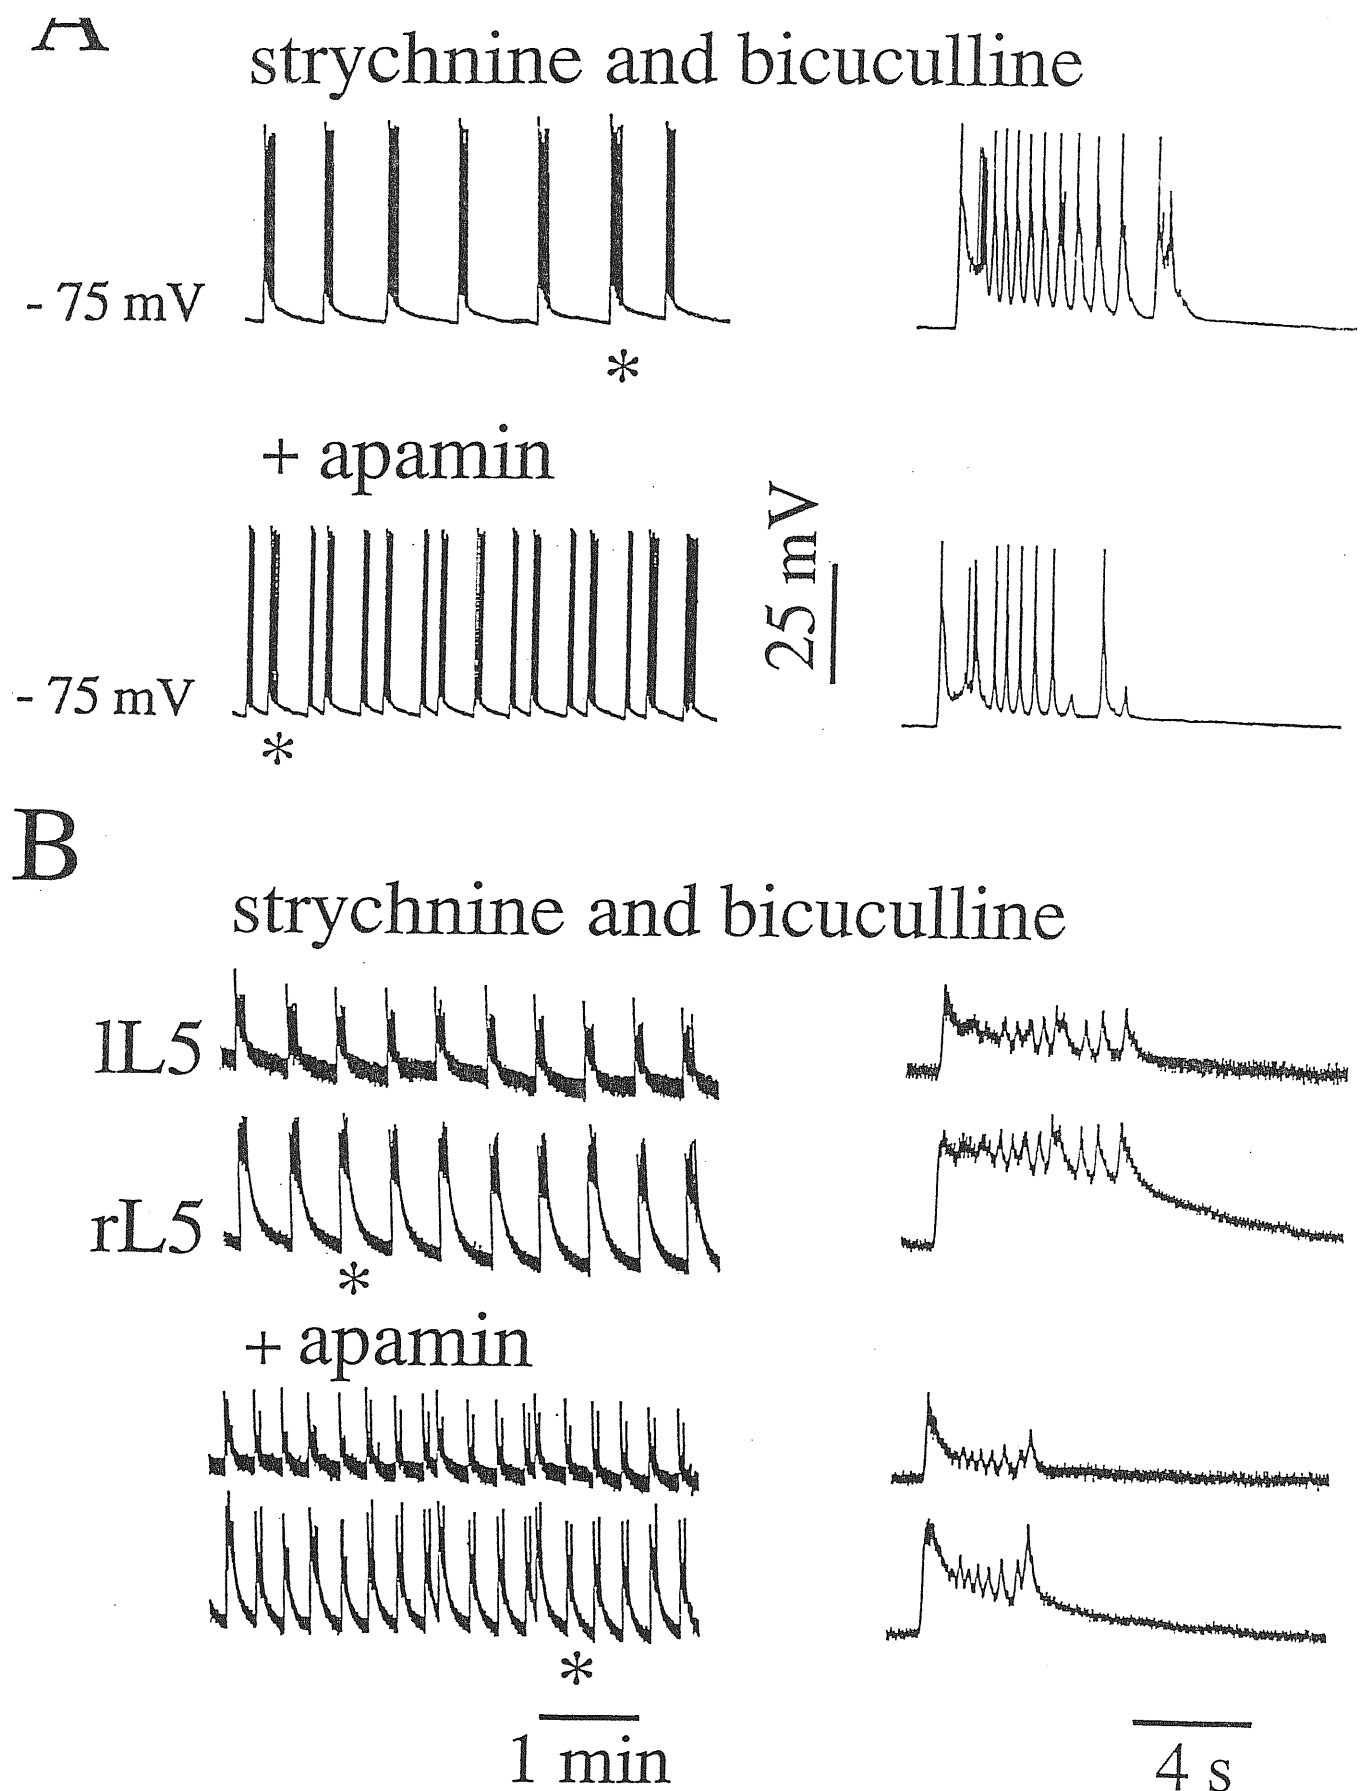 A
strychnine and bicuculline
- 75 mV
*
+ apamin
25 mV
- 75 mV
*
B
strychnine and bicuculline
lL5
rL5
*
+ apamin
*
1 min
4 s